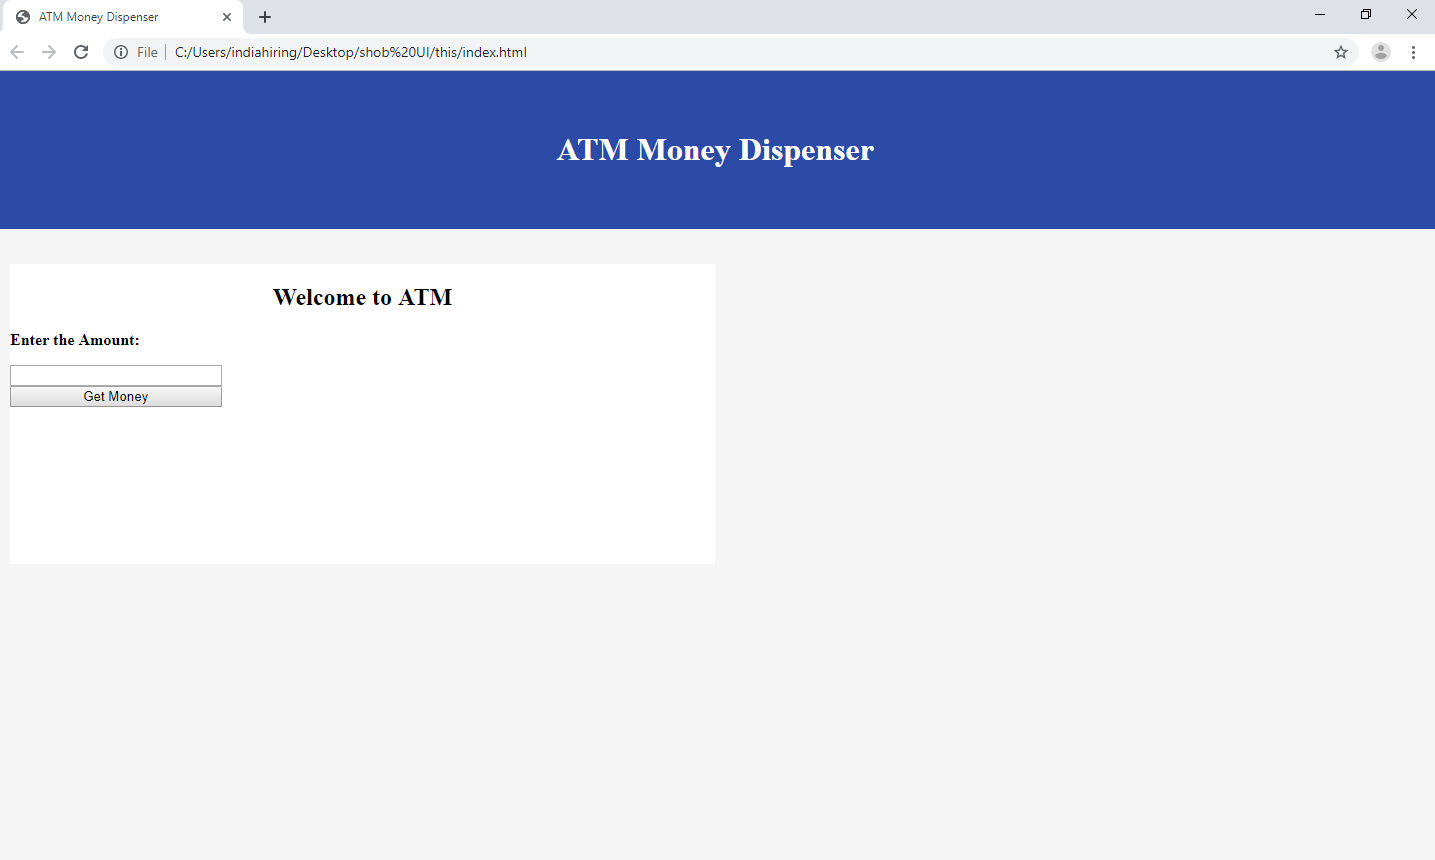 ATM Money Dispenser
File C:/Users/indiahiring/Desktop/shob%20UI/this/index.html
ATM Money Dispenser
Welcome to ATM
Enter the Amount:
Get Money